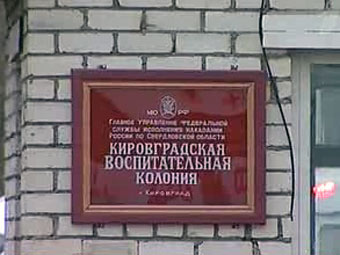 МЮ РФ
ГЛАВНОЕ УПРАВЛЕНИЕ ФЕДЕРАЛЬНОЙ
СЛУЖБЫ ИСПОЛНЕНИЯ НАКАЗАНИЙ
РОССИИ ПО СВЕРДЛОВСКОЙ ОБЛАСТИ
КИРОВГРАДСКАЯ
ВОСПИТАТЕЛЬНАЯ
КОЛОНИЯ
г. КИРОВГРАД